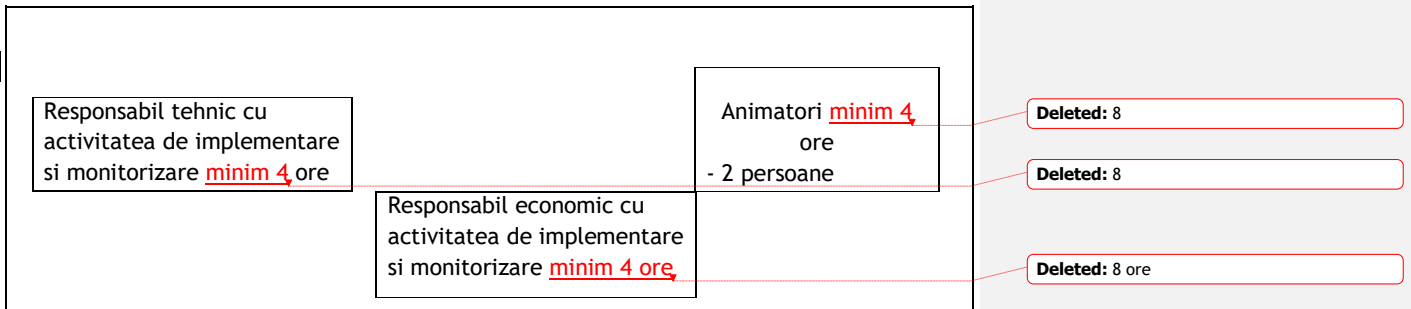 Responsabil tehnic cu
activitatea de implementare
si monitorizare minim 4 ore
Animatori minim 4
ore
- 2 persoane
Responsabil economic cu
activitatea de implementare
si monitorizare minim 4 ore
Deleted: 8
Deleted: 8
Deleted: 8 ore